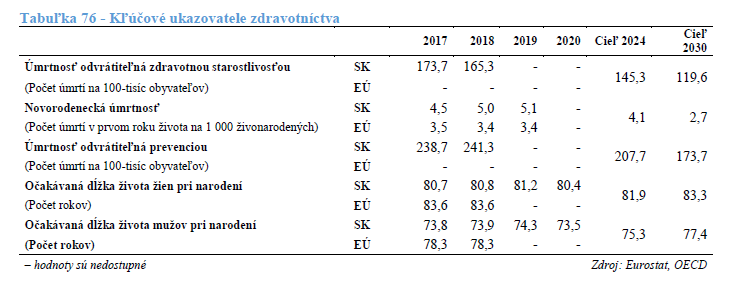 Tabuľka 76 - Kľúčové ukazovatele zdravotníctva
2017 2018 2019 2020 Cieľ 2024 Cieľ 2030
Úmrtnosť odvrátiteľná zdravotnou starostlivosťou SK 173,7 165,3 - - 145,3 119,6
(Počet úmrtí na 100-tisíc obyvateľov) EÚ - - - -
Novorodenecká úmrtnosť SK 4,5 5,0 5,1 - 4,1 2,7
(Počet úmrtí v prvom roku života na 1 000 živonarodených) EÚ 3,5 3,4 3,4 -
Úmrtnosť odvrátiteľná prevenciou SK 238,7 241,3 - - 207,7 173,7
(Počet úmrtí na 100-tisíc obyvateľov) EÚ - - - -
Očakávaná dĺžka života žien pri narodení SK 80,7 80,8 81,2 80,4 81,9 83,3
(Počet rokov) EÚ 83,6 83,6 - -
Očakávaná dĺžka života mužov pri narodení SK 73,8 73,9 74,3 73,5 75,3 77,4
(Počet rokov) EÚ 78,3 78,3 - -
– hodnoty sú nedostupné Zdroj: Eurostat, OECD